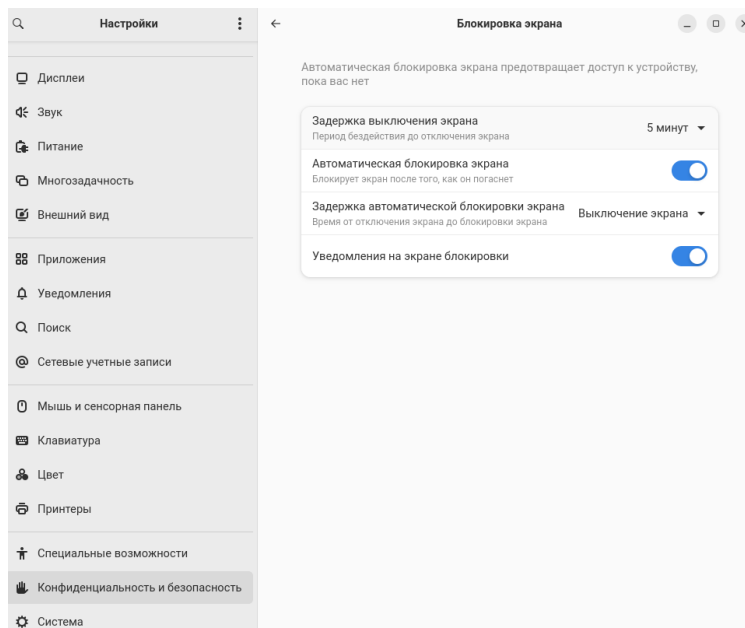 Настройки
Дисплеи
Звук
Питание
Многозадачность
Внешний вид
Приложения
Уведомления
Поиск
Сетевые учетные записи
Мышь и сенсорная панель
Клавиатура
Цвет
Принтеры
Специальные возможности
Конфиденциальность и безопасность
Система
Блокировка экрана
Автоматическая блокировка экрана предотвращает доступ к устройству,
пока вас нет
Задержка выключения экрана
Период бездействия до отключения экрана
5 минут
Автоматическая блокировка экрана
Блокирует экран после того, как он погаснет
Задержка автоматической блокировки экрана
Время от отключения экрана до блокировки экрана
Выключение экрана
Уведомления на экране блокировки